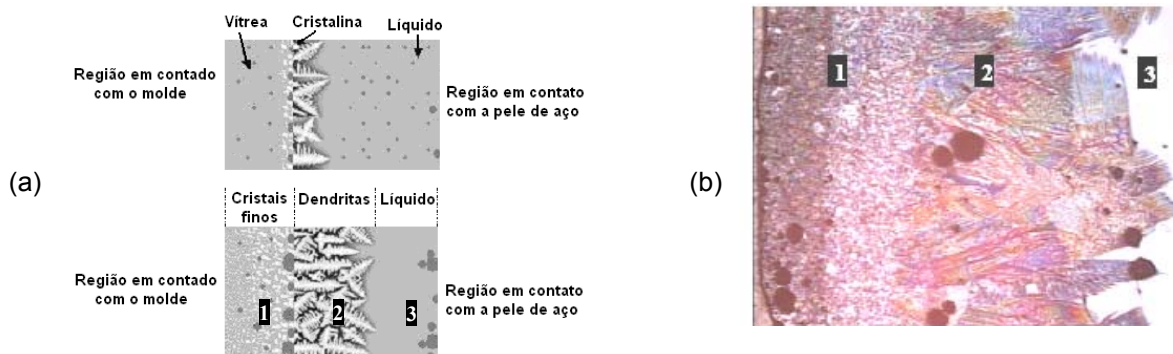 (a)
Vítrea
Cristalina
Líquido
Região em contado
com o molde
Região em contato
com a pele de aço
Cristais
finos
Dendritas
Líquido
Região em contado
com o molde
1
2
3
Região em contato
com a pele de aço
(b)
1
2
3